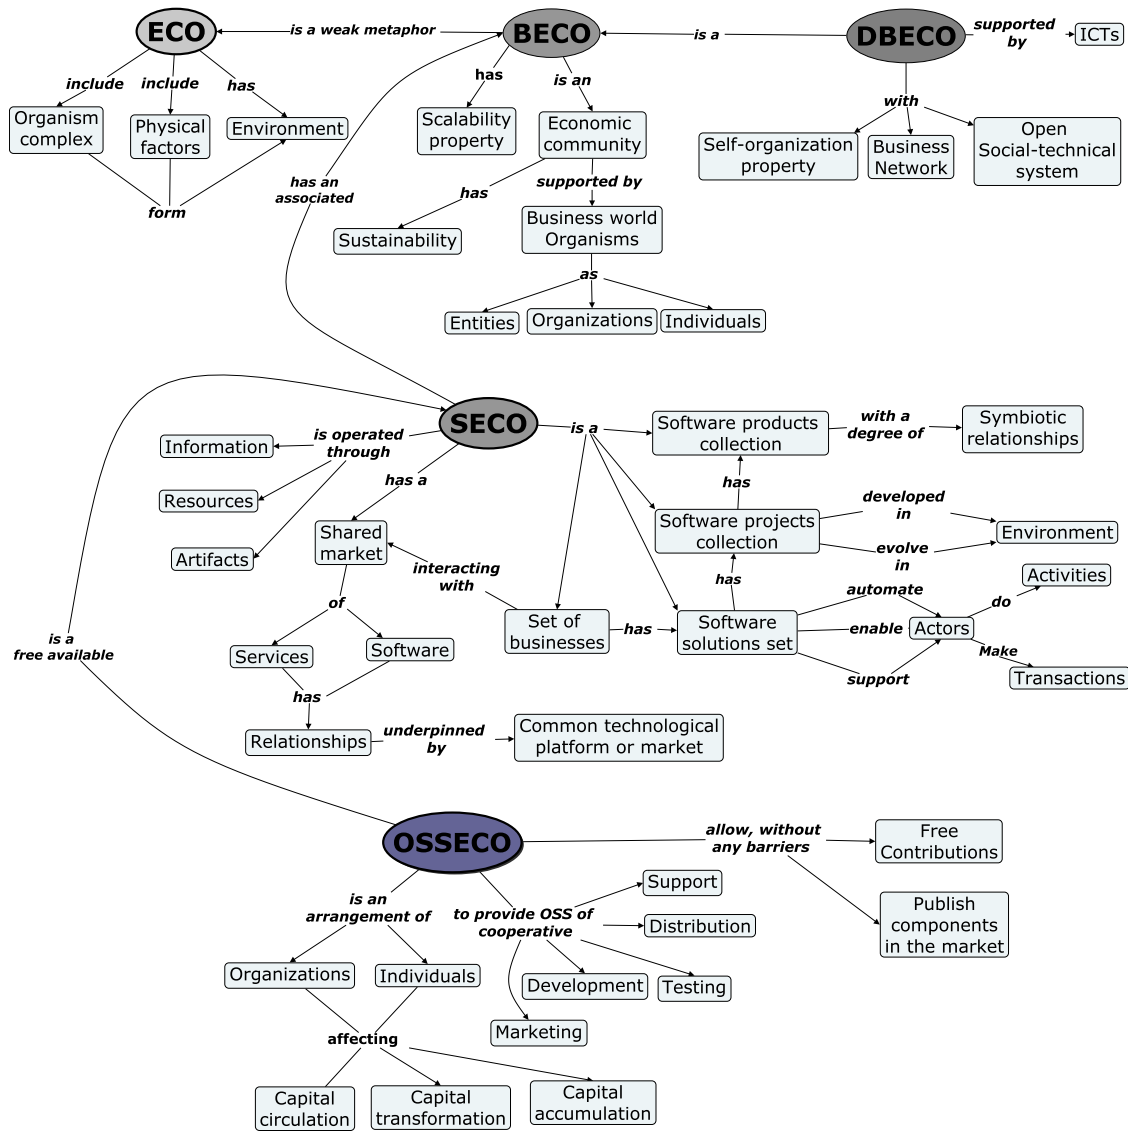 ECO
is a weak metaphor
BECO
is a
DBECO
supported
by
ICTs
include
include
has
Organism
complex
Physical
factors
Environment
form
has
is an
Scalability
property
Economic
community
has
supported by
Sustainability
Business world
Organisms
as
Entities
Organizations
Individuals
with
Self-organization
property
Business
Network
Open
Social-technical
system
has an
associated
SECO
is operated
through
Information
Resources
Artifacts
has a
Shared
market
of
Services
Software
has
Relationships
underpinned
by
Common technological
platform or market
interacting
with
Set of
businesses
has
is a
Software products
collection
with a
degree of
Symbiotic
relationships
has
Software projects
collection
developed
in
evolve
in
Environment
has
Software
solutions set
automate
enable
support
Actors
do
Activities
Make
Transactions
is a
free available
OSSECO
allow, without
any barriers
Free
Contributions
Publish
components
in the market
is an
arrangement of
to provide OSS of
cooperative
Support
Distribution
Organizations
Individuals
Development
Testing
Marketing
affecting
Capital
circulation
Capital
transformation
Capital
accumulation